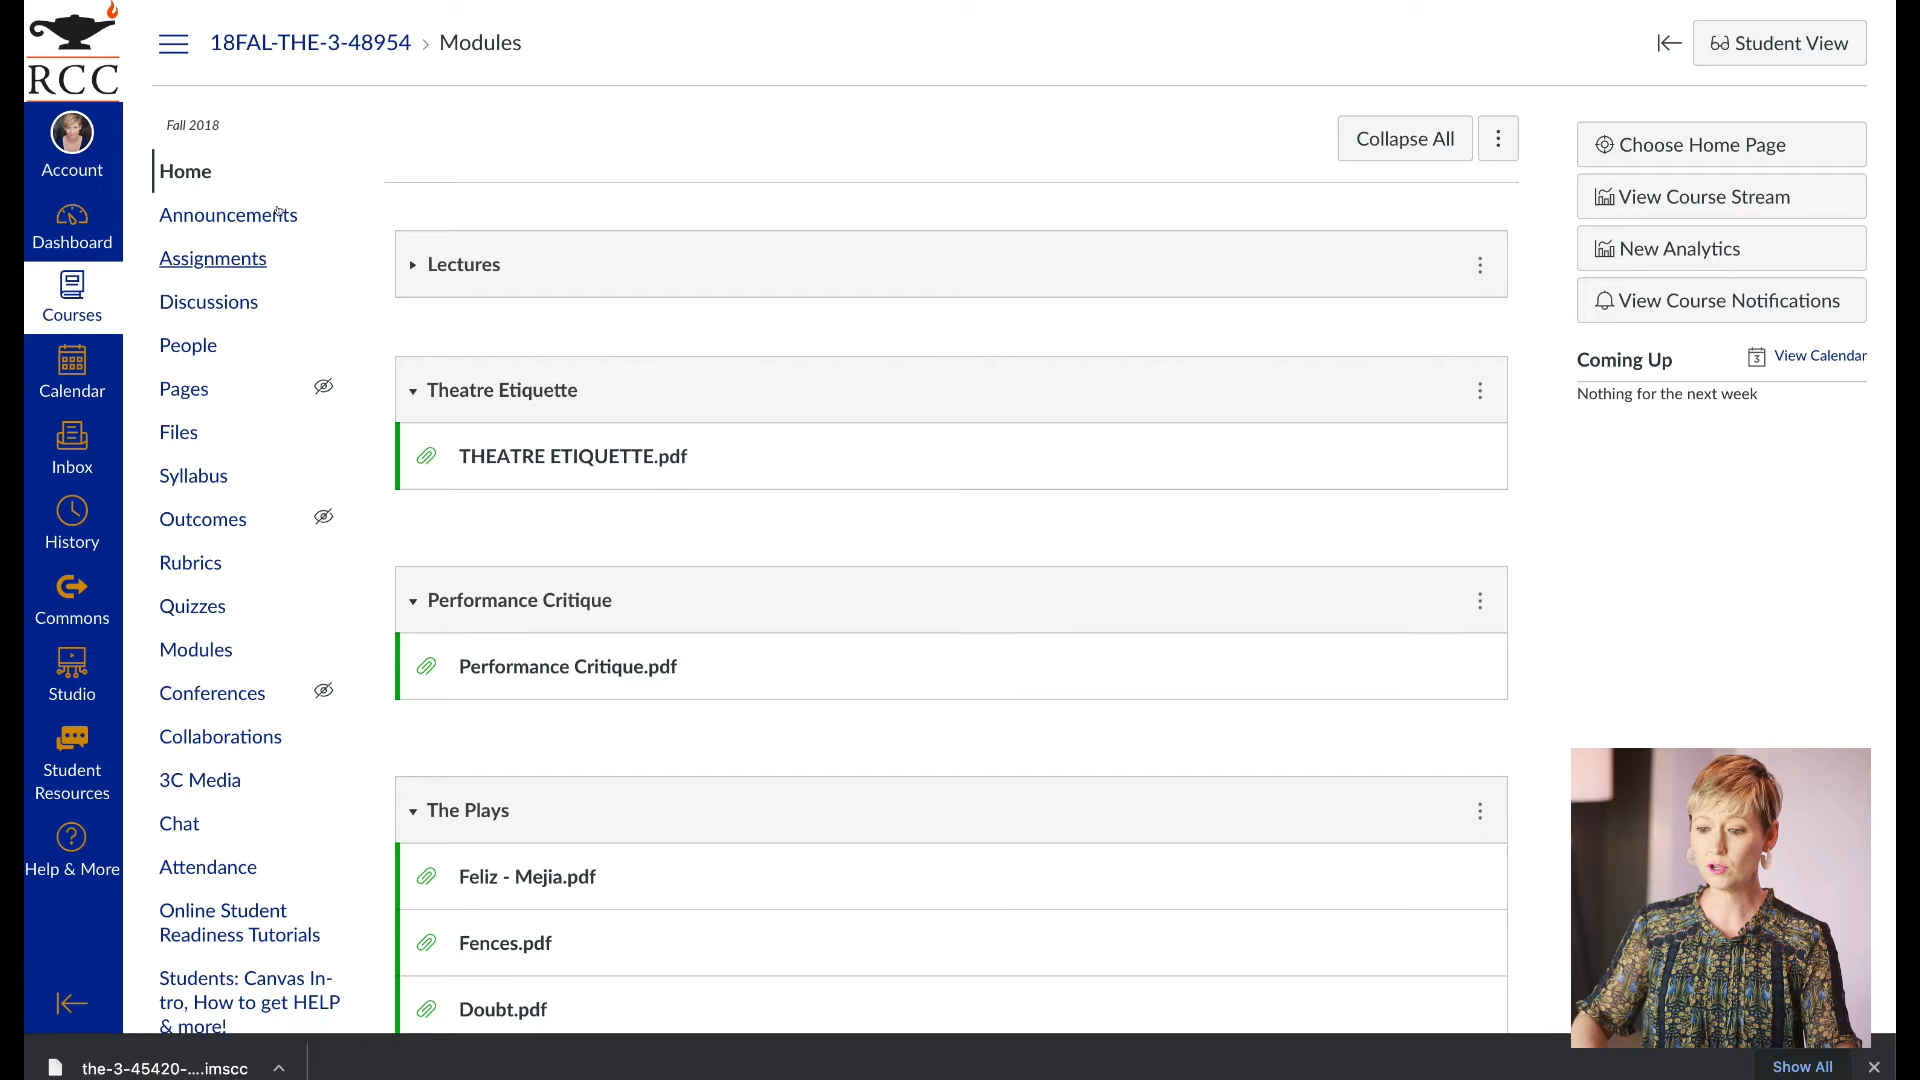 RCC
Account
Dashboard
Courses
Calendar
Inbox
History
Commons
Studio
Student
Resources
Help & More
18FAL-THE-3-48954 › Modules
Student View
Fall 2018
Home
Announcements
Assignments
Discussions
People
Pages
Files
Syllabus
Outcomes
Rubrics
Quizzes
Modules
Conferences
Collaborations
3C Media
Chat
Attendance
Online Student
Readiness Tutorials
Students: Canvas In-
tro, How to get HELP
& more!
Collapse All
Lectures
Theatre Etiquette
THEATRE ETIQUETTE.pdf
Performance Critique
Performance Critique.pdf
The Plays
Feliz - Mejia.pdf
Fences.pdf
Doubt.pdf
Choose Home Page
View Course Stream
New Analytics
View Course Notifications
Coming Up
3 View Calendar
Nothing for the next week
the-3-45420-....imscc
Show All